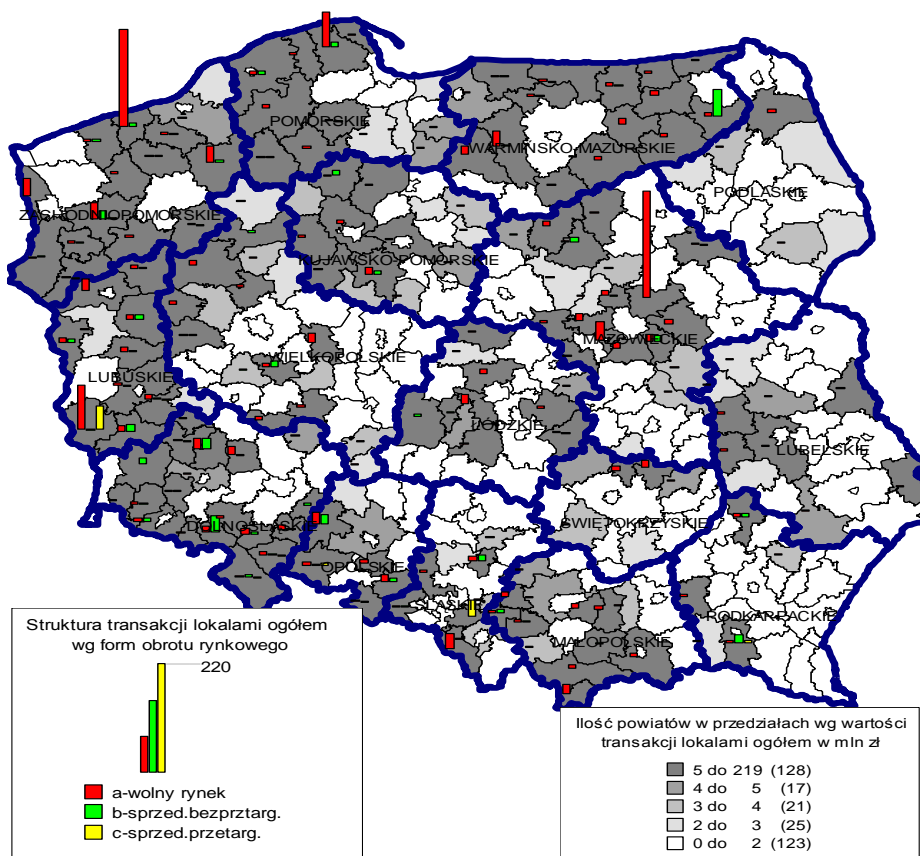 POMORSKIE
WARMIŃSKO-MAZURSKIE
PODLASKIE
ZACHODNIOPOMORSKIE
KUJAWSKO-POMORSKIE
MAZOWIECKIE
WIELKOPOLSKIE
LUBUSKIE
ŁÓDZKIE
LUBELSKIE
DOLNOŚLĄSKIE
ŚWIĘTOKRZYSKIE
OPOLSKIE
ŚLĄSKIE
PODKARPACKIE
MAŁOPOLSKIE
Struktura transakcji lokalami ogółem
wg form obrotu rynkowego
220
a-wolny rynek
b-sprzed.bezprztarg.
c-sprzed.przetarg.
Ilość powiatów w przedziałach wg wartości
transakcji lokalami ogółem w mln zł
5 do 219 (128)
4 do 5 (17)
3 do 4 (21)
2 do 3 (25)
0 do 2 (123)